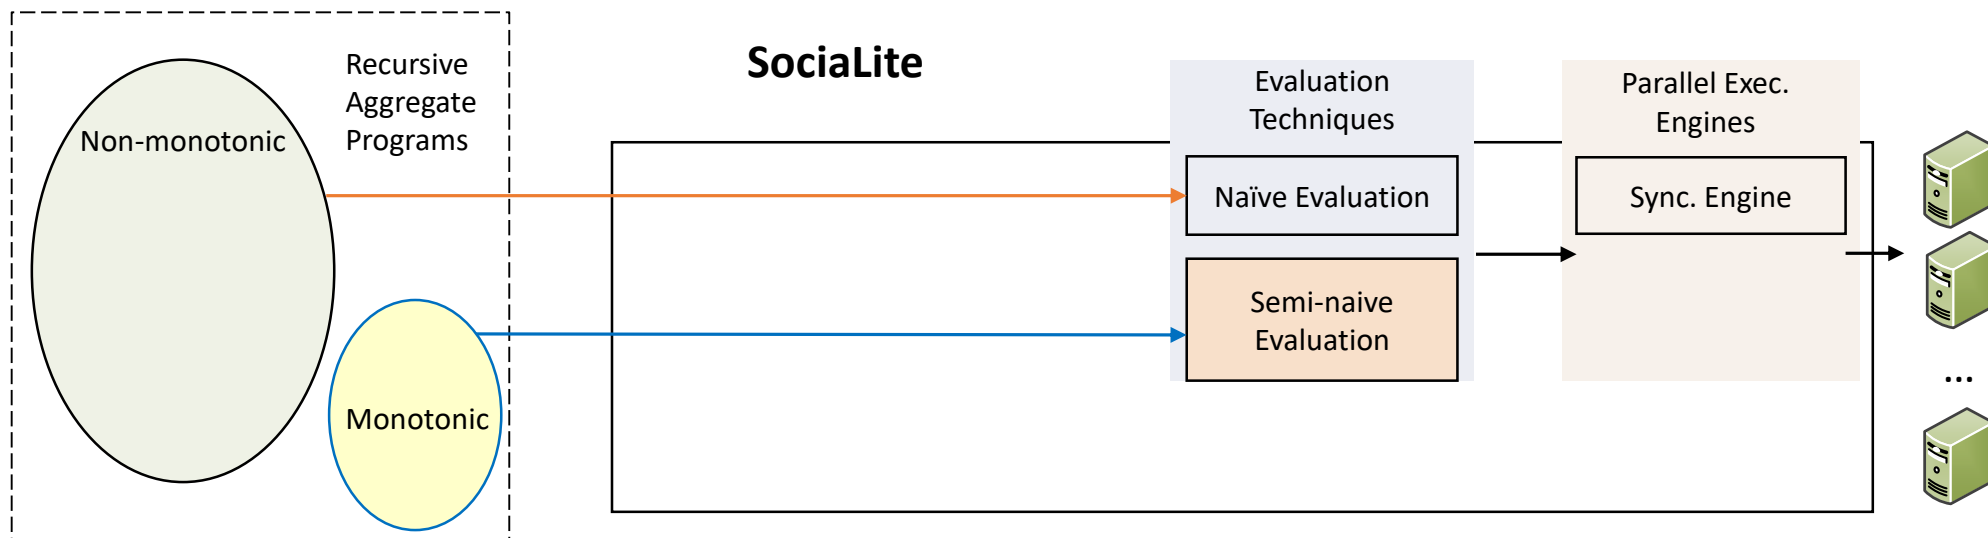 Recursive
Aggregate
Programs
Non-monotonic
Monotonic
SociaLite
Evaluation
Techniques
Naïve Evaluation
Semi-naive
Evaluation
Parallel Exec.
Engines
Sync. Engine
...